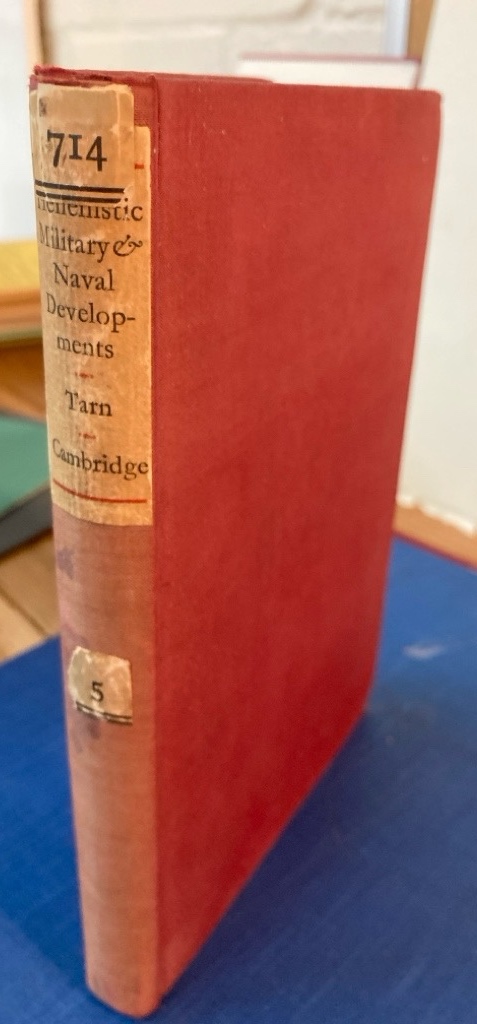 714
Hellenistic
Military &
Naval
Develop-
ments
Tarn
Cambridge
5